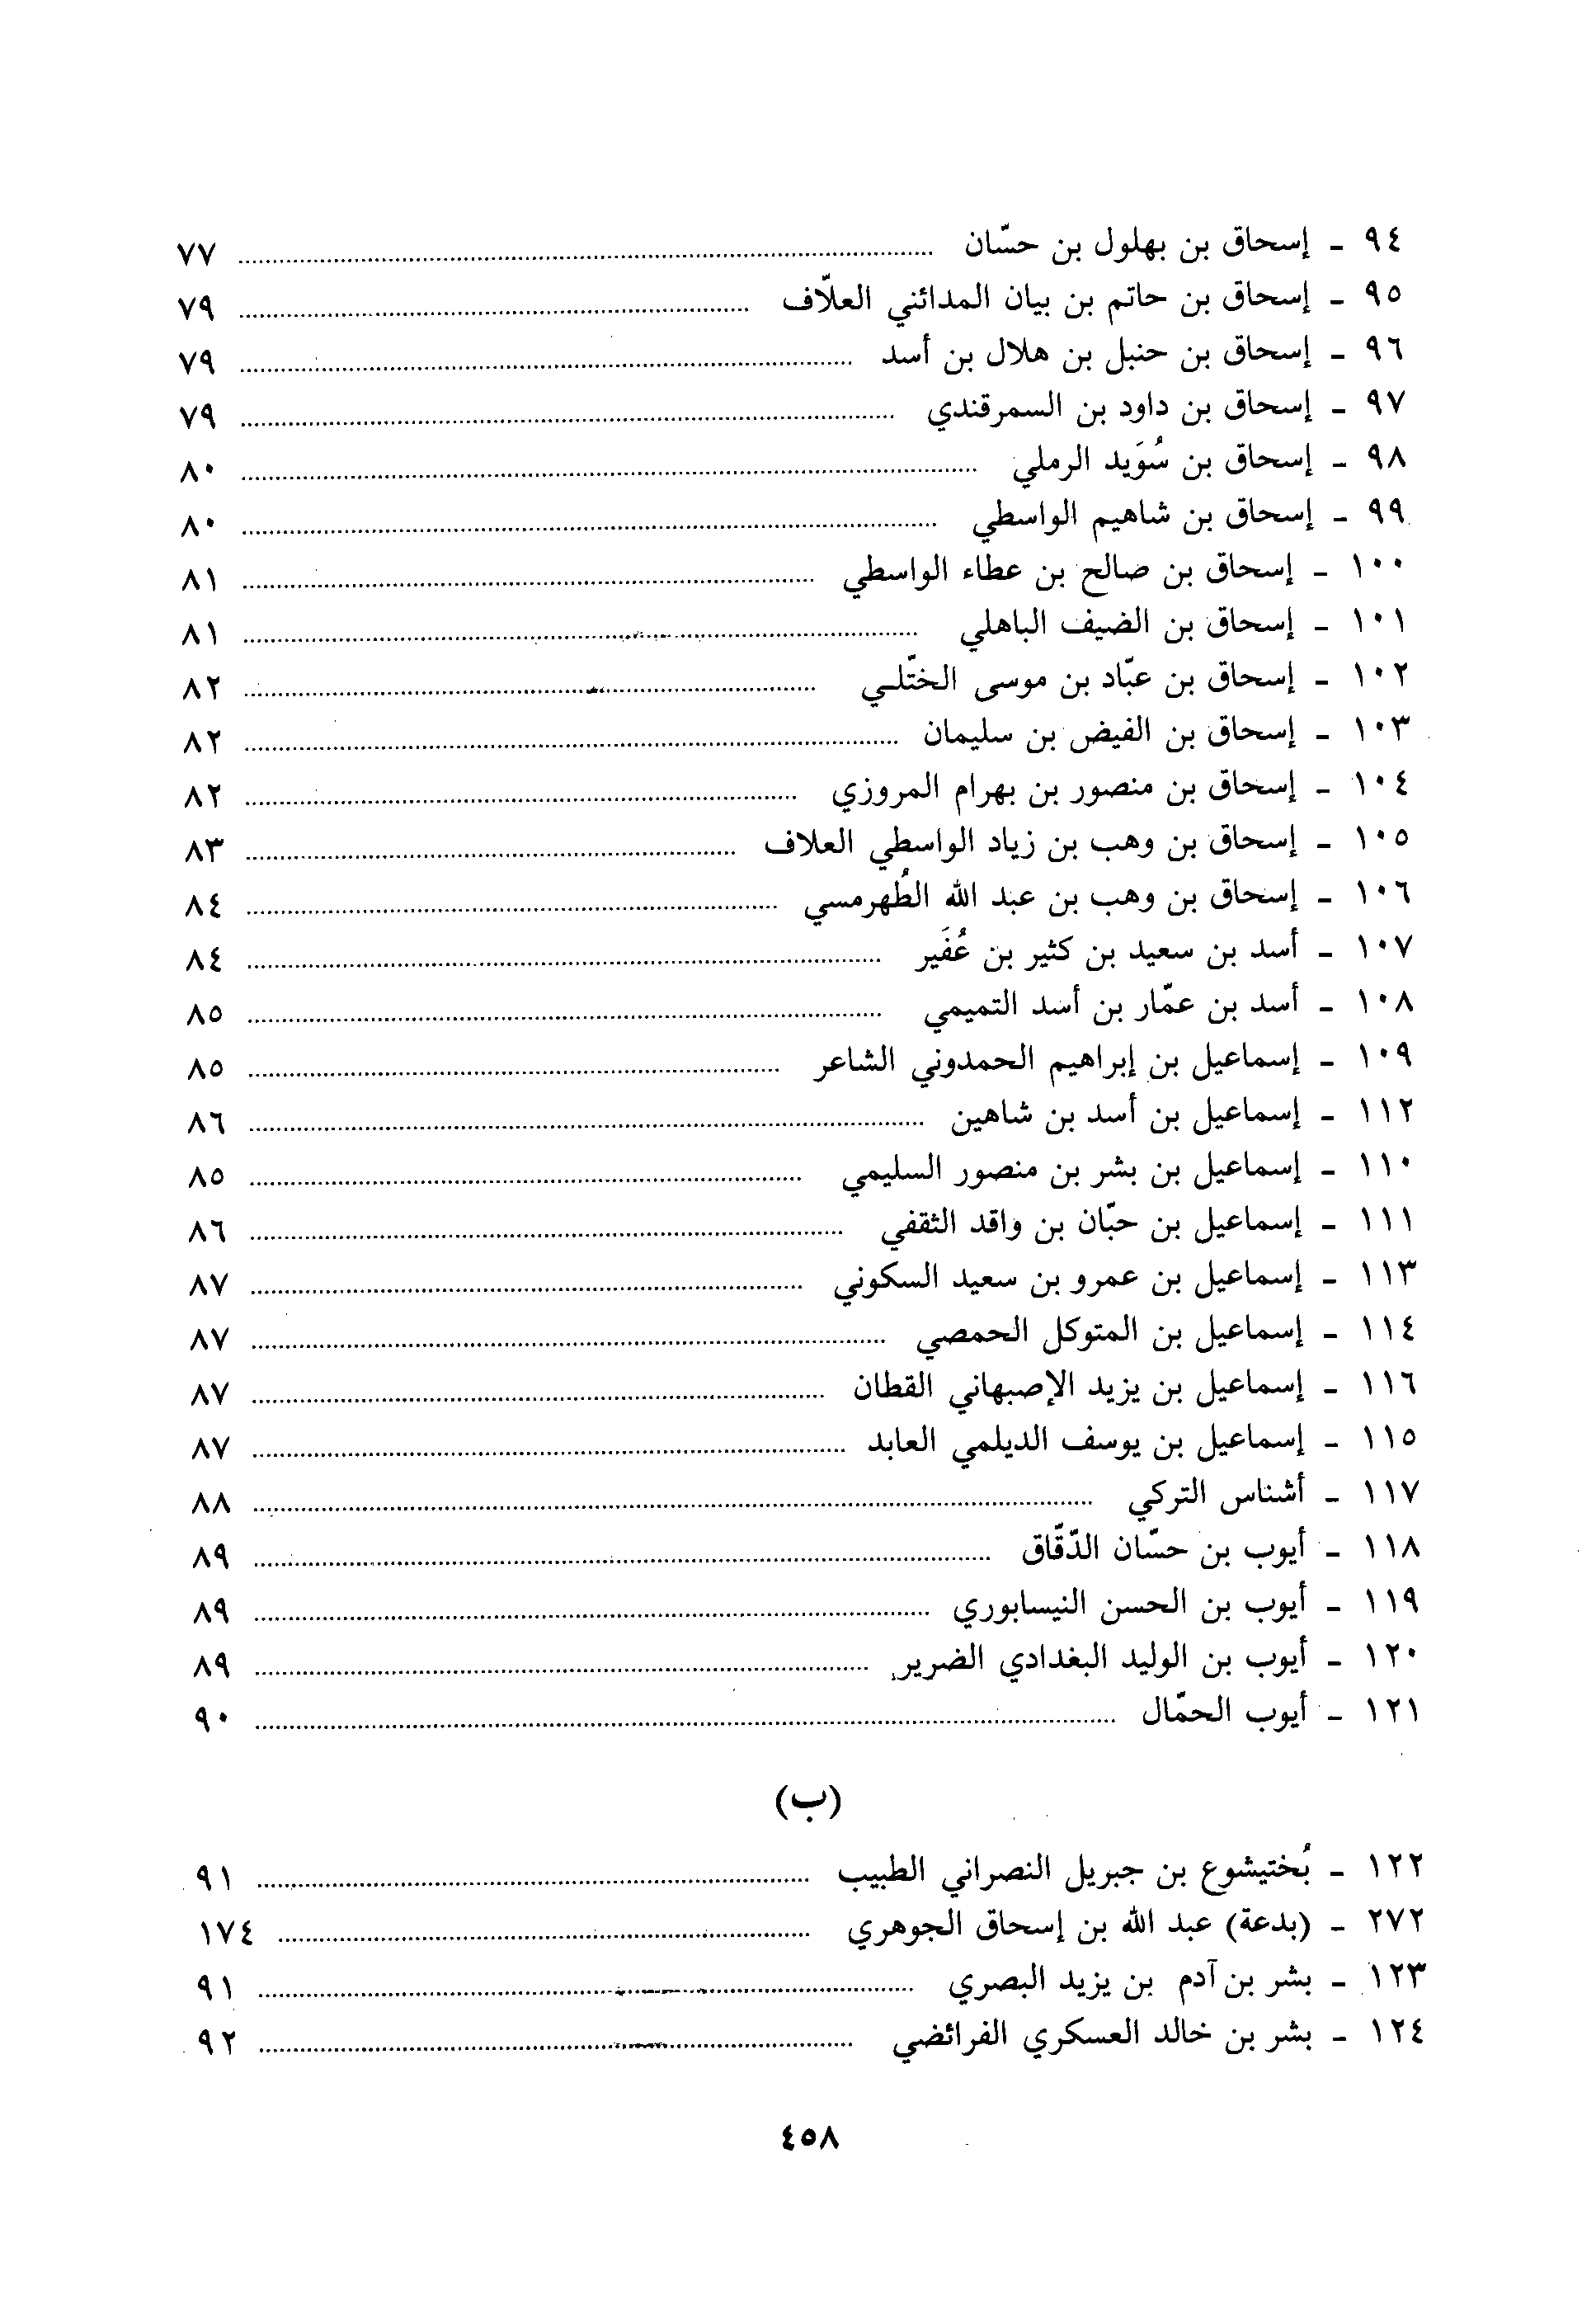 ٩٤ - إسحاق بن بهلول بن حسّان ........ ٧٧
٩٥ - إسحاق بن حاتم بن بيان المدائني العلّاف ........ ٧٩
٩٦ - إسحاق بن حنبل بن هلال بن أسد ........ ٧٩
٩٧ - إسحاق بن داود بن السمرقندي ........ ٧٩
٩٨ - إسحاق بن سُوَيد الرملي ........ ٨٠
٩٩ - إسحاق بن شاهيم الواسطي ........ ٨٠
١٠٠ - إسحاق بن صالح بن عطاء الواسطي ........ ٨١
١٠١ - إسحاق بن الضيف الباهلي ........ ٨١
١٠٢ - إسحاق بن عبّاد بن موسى الختّلي ........ ٨٢
١٠٣ - إسحاق بن الفيض بن سليمان ........ ٨٢
١٠٤ - إسحاق بن منصور بن بهرام المروزي ........ ٨٢
١٠٥ - إسحاق بن وهب بن زياد الواسطي العلاف ........ ٨٣
١٠٦ - إسحاق بن وهب بن عبد الله الطُهرمسي ........ ٨٤
١٠٧ - أسد بن سعيد بن كثير بن عُفَير ........ ٨٤
١٠٨ - أسد بن عمّار بن أسد التميمي ........ ٨٥
١٠٩ - إسماعيل بن إبراهيم الحمدوني الشاعر ........ ٨٥
١١٢ - إسماعيل بن أسد بن شاهين ........ ٨٦
١١٠ - إسماعيل بن بشر بن منصور السليمي ........ ٨٥
١١١ - إسماعيل بن حبّان بن واقد الثقفي ........ ٨٦
١١٣ - إسماعيل بن عمرو بن سعيد السكوني ........ ٨٧
١١٤ - إسماعيل بن المتوكل الحمصي ........ ٨٧
١١٦ - إسماعيل بن يزيد الإصبهاني القطان ........ ٨٧
١١٥ - إسماعيل بن يوسف الديلمي العابد ........ ٨٧
١١٧ - أشناس التركي ........ ٨٨
١١٨ - أيوب بن حسّان الدّقّاق ........ ٨٩
١١٩ - أيوب بن الحسن النيسابوري ........ ٨٩
١٢٠ - أيوب بن الوليد البغدادي الضرير ........ ٨٩
١٢١ - أيوب الحمّال ........ ٩٠
(ب)
١٢٢ - بُختيشوع بن جبريل النصراني الطبيب ........ ٩١
٢٧٢ - (بدعة) عبد الله بن إسحاق الجوهري ........ ١٧٤
١٢٣ - بشر بن آدم بن يزيد البصري ........ ٩١
١٢٤ - بشر بن خالد العسكري الفرائضي ........ ٩٢
٤٥٨